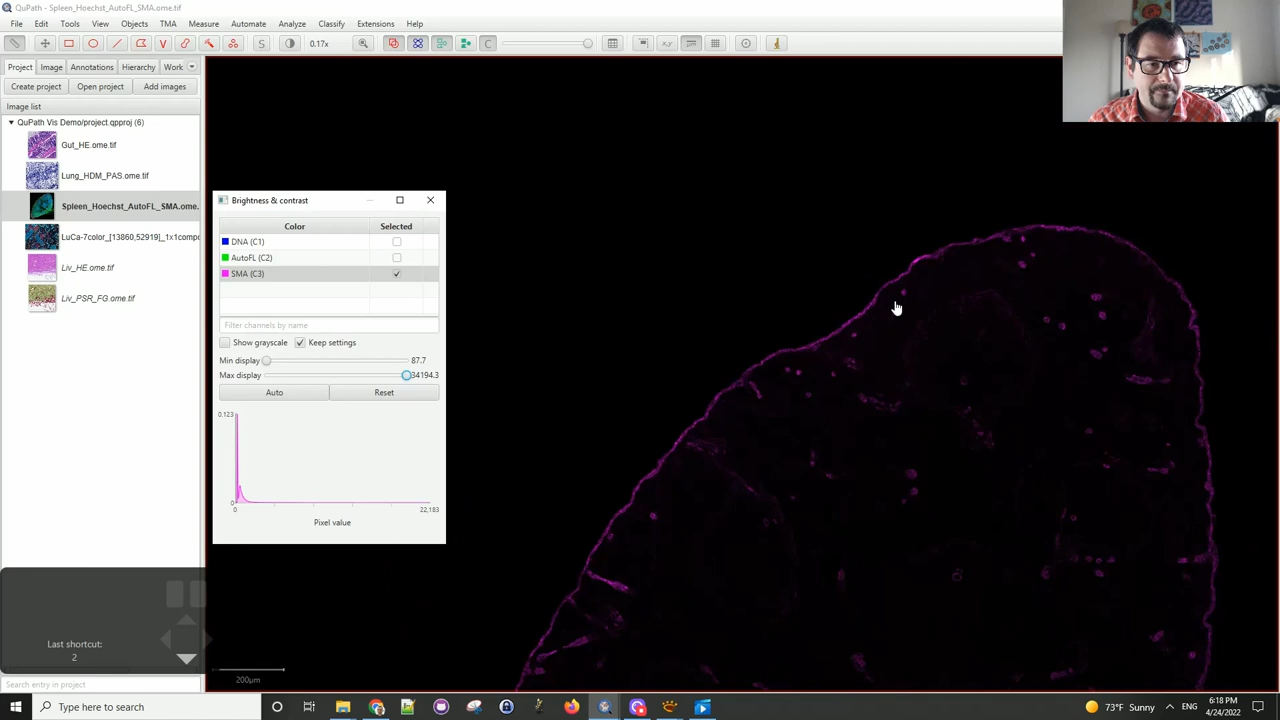 QuPath - Spleen_Hoechst_AutoFL_SMA.ome.tif
File Edit Tools View Objects TMA Measure Automate Analyze Classify Extensions Help
S 0.17x C x,y
Project Image Annotations Hierarchy Work
Create project Open project Add images
Image list
QuPath Vis Demo/project.qpproj (6)
Gut_HE.ome.tif
Lung_HDM_PAS.ome.tif
Spleen_Hoechst_AutoFL_SMA.ome.
LuCa-7color_[13860,52919]_1x1compo
Liv_HE.ome.tif
Liv_PSR_FG.ome.tif
Brightness & contrast
Color Selected
DNA (C1)
AutoFL (C2)
SMA (C3)
Filter channels by name
Show grayscale Keep settings
Min display 87.7
Max display 34194.3
Auto Reset
0.123
0
0 22,183
Pixel value
Last shortcut:
2
Search entry in project
200µm
Type here to search
73°F Sunny ENG
6:18 PM
4/24/2022